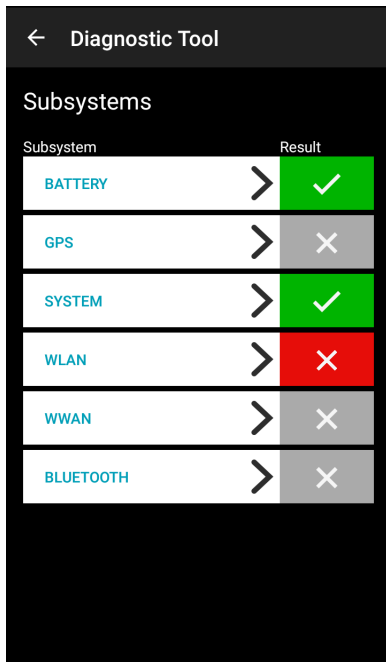 Diagnostic Tool
Subsystems
Subsystem Result
BATTERY
GPS
SYSTEM
WLAN
WWAN
BLUETOOTH